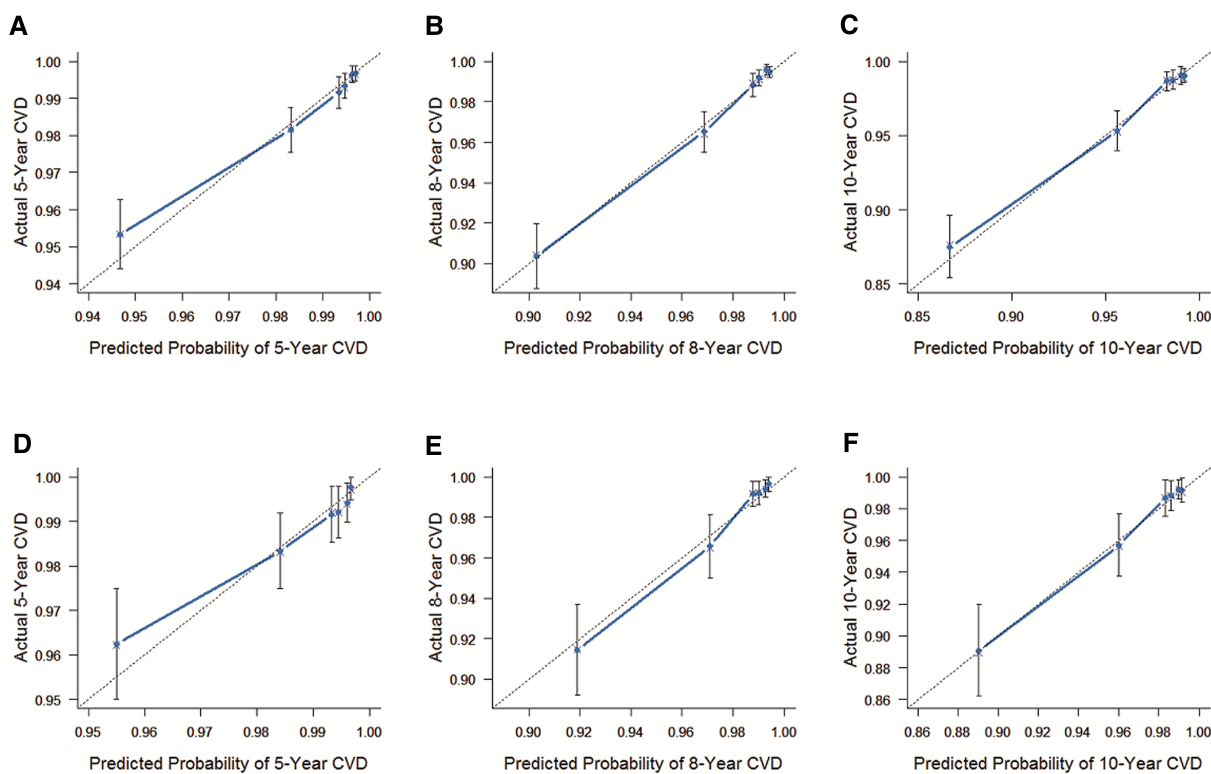 A
1.00
0.99
0.98
0.97
0.96
0.95
0.94
Actual 5-Year CVD
0.94 0.95 0.96 0.97 0.98 0.99 1.00
Predicted Probability of 5-Year CVD
B
1.00
0.98
0.96
0.94
0.92
0.90
Actual 8-Year CVD
0.90 0.92 0.94 0.96 0.98 1.00
Predicted Probability of 8-Year CVD
C
1.00
0.95
0.90
0.85
Actual 10-Year CVD
0.85 0.90 0.95 1.00
Predicted Probability of 10-Year CVD
D
1.00
0.99
0.98
0.97
0.96
0.95
Actual 5-Year CVD
0.95 0.96 0.97 0.98 0.99 1.00
Predicted Probability of 5-Year CVD
E
1.00
0.98
0.96
0.94
0.92
0.90
Actual 8-Year CVD
0.90 0.92 0.94 0.96 0.98 1.00
Predicted Probability of 8-Year CVD
F
1.00
0.98
0.96
0.94
0.92
0.90
0.88
0.86
Actual 10-Year CVD
0.86 0.88 0.90 0.92 0.94 0.96 0.98 1.00
Predicted Probability of 10-Year CVD